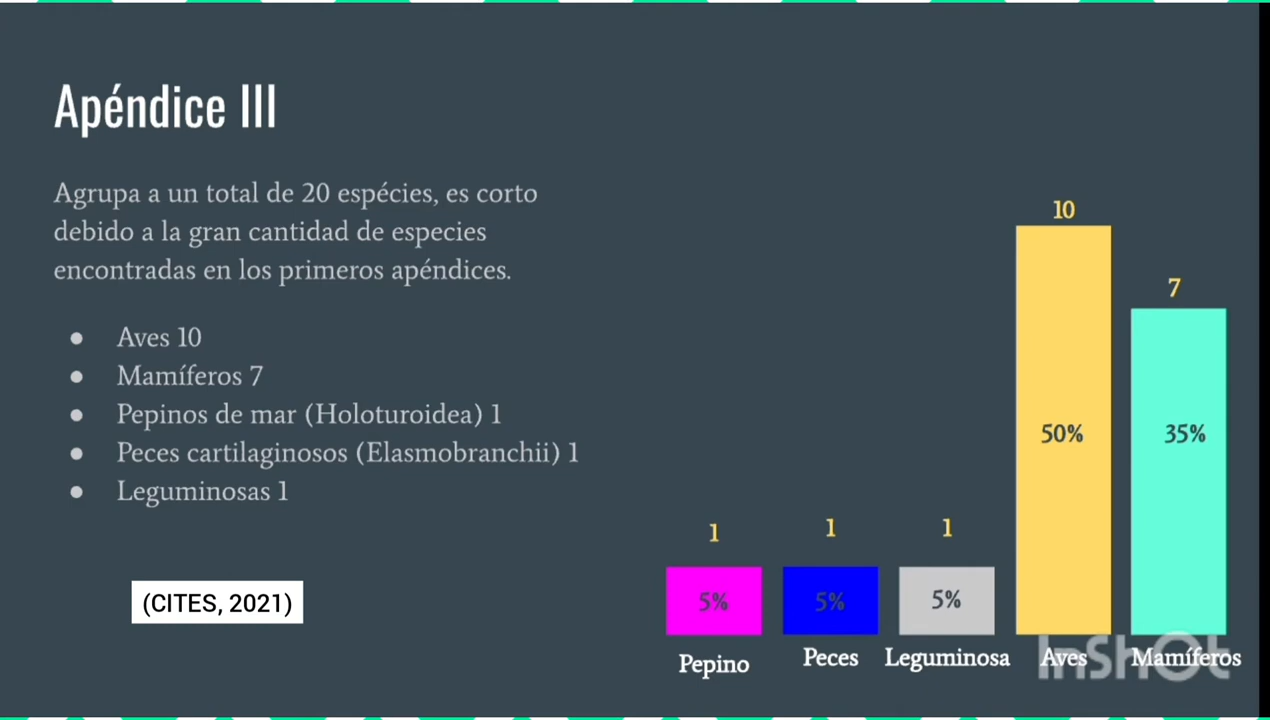 Apéndice III
Agrupa a un total de 20 espécies, es corto
debido a la gran cantidad de especies
encontradas en los primeros apéndices.
● Aves 10
● Mamíferos 7
● Pepinos de mar (Holoturoidea) 1
● Peces cartilaginosos (Elasmobranchii) 1
● Leguminosas 1
(CITES, 2021)
10
7
1 1 1
50% 35%
5% 5% 5%
Pepino Peces Leguminosa Aves Mamíferos
InShOt